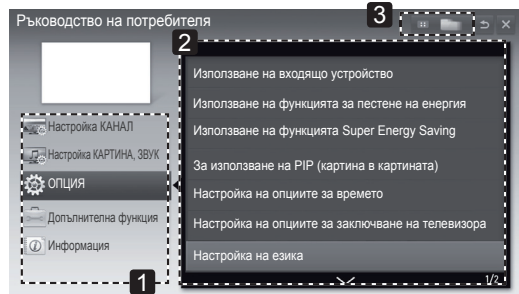 Ръководство на потребителя
3
2
Настройка КАНАЛ
Настройка КАРТИНА, ЗВУК
ОПЦИЯ
Допълнителна функция
Информация
1
Използване на входящо устройство
Използване на функцията за пестене на енергия
Използване на функцията Super Energy Saving
За използване на PIP (картина в картината)
Настройка на опциите за времето
Настройка на опциите за заключване на телевизора
Настройка на езика
1/2